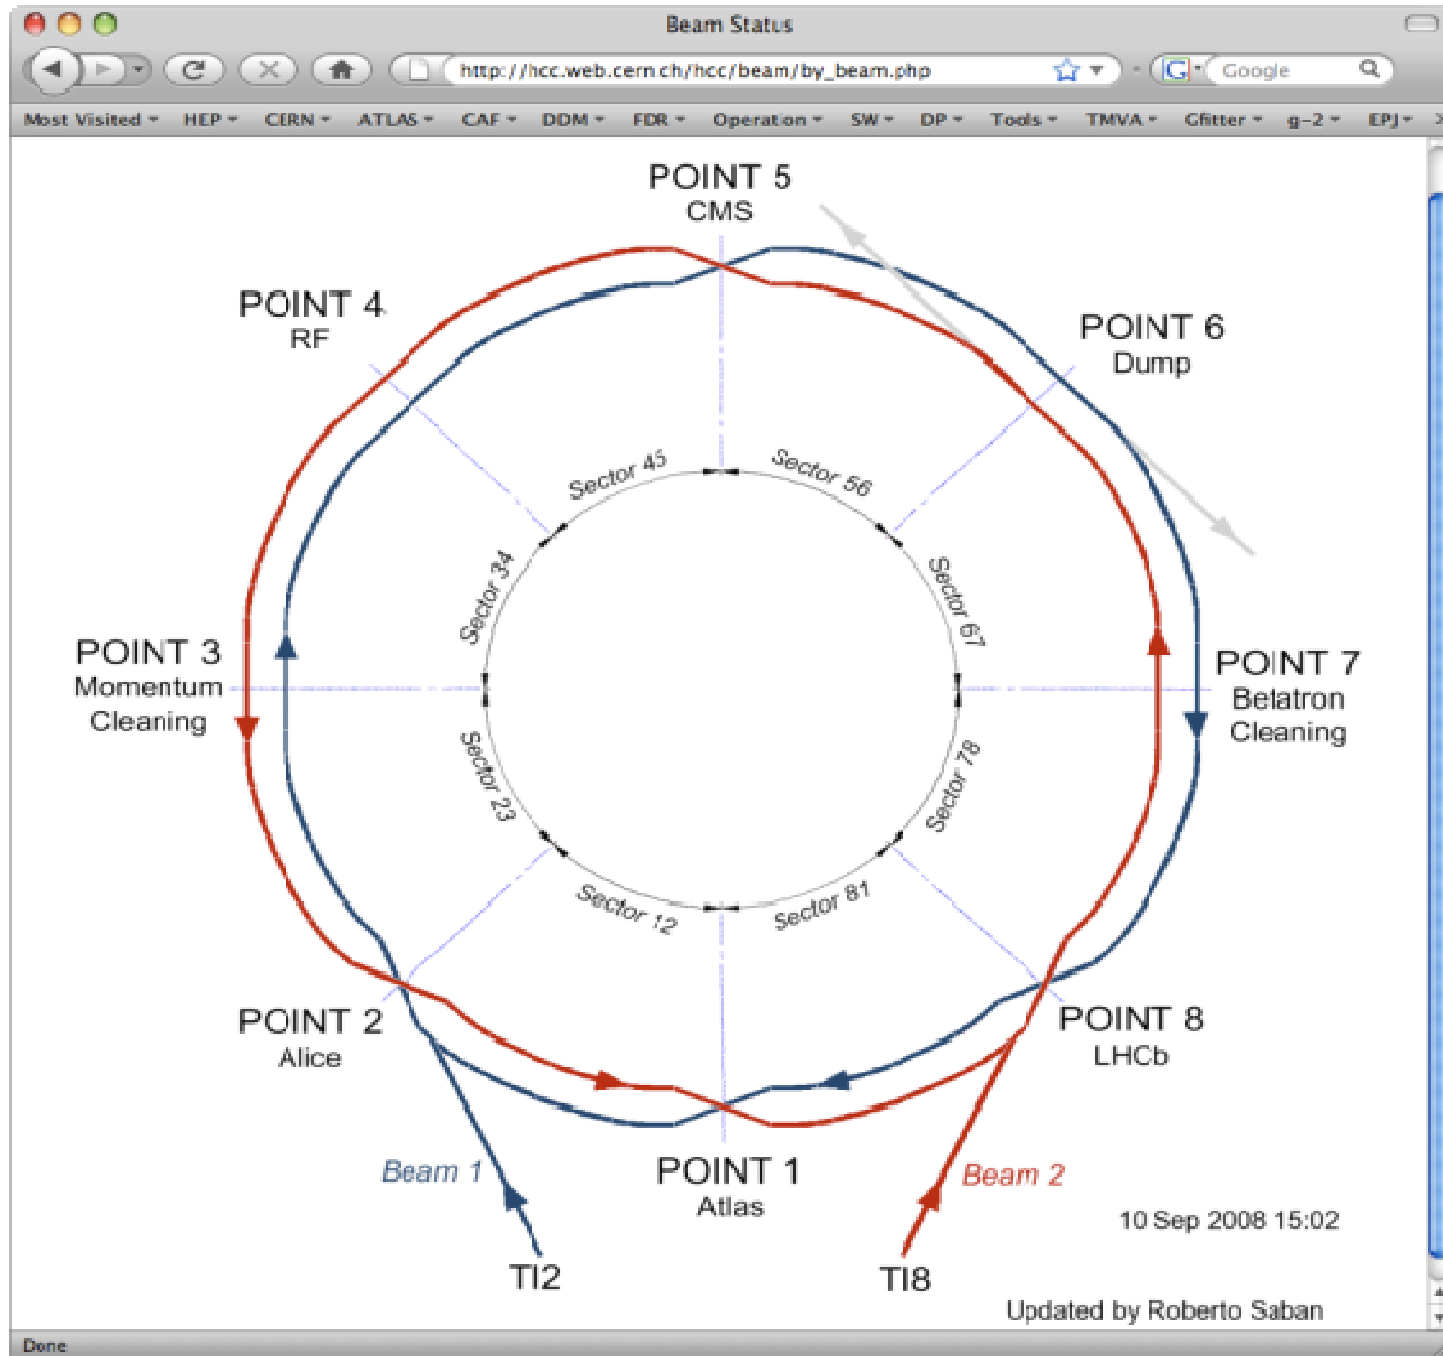 Beam Status
http://hcc.web.cern.ch/hcc/beam/by_beam.php
Google
Most Visited HEP CERN ATLAS CAF DDM FDR Operation SW DP Tools TMVA Gfitter g-2 EPJ
POINT 5
CMS
POINT 4
RF
POINT 6
Dump
Sector 45
Sector 56
Sector 34
Sector 67
POINT 3
Momentum
Cleaning
POINT 7
Belatron
Cleaning
Sector 23
Sector 78
Sector 12
Sector 81
POINT 2
Alice
POINT 8
LHCb
Beam 1
POINT 1
Atlas
Beam 2
10 Sep 2008 15:02
TI2
TI8
Updated by Roberto Saban
Done